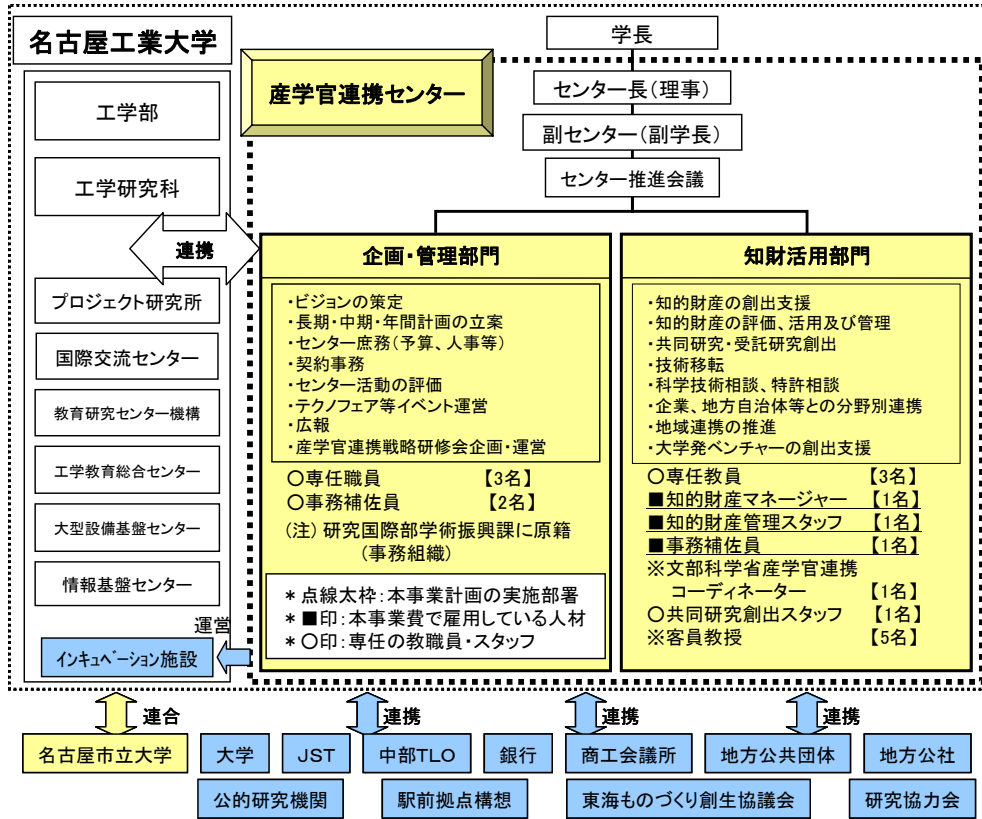 名古屋工業大学
工学部
工学研究科
連携
プロジェクト研究所
国際交流センター
教育研究センター機構
工学教育総合センター
大型設備基盤センター
情報基盤センター
運営
インキュベーション施設
産学官連携センター
学長
センター長(理事)
副センター(副学長)
センター推進会議
企画・管理部門
・ビジョンの策定
・長期・中期・年間計画の立案
・センター庶務(予算、人事等)
・契約事務
・センター活動の評価
・テクノフェア等イベント運営
・広報
・産学官連携戦略研修会企画・運営
○専任職員 【3名】
○事務補佐員 【2名】
(注) 研究国際部学術振興課に原籍
(事務組織)
*点線太枠:本事業計画の実施部署
*■印:本事業費で雇用している人材
*○印:専任の教職員・スタッフ
知財活用部門
・知的財産の創出支援
・知的財産の評価、活用及び管理
・共同研究・受託研究創出
・技術移転
・科学技術相談、特許相談
・企業、地方自治体等との分野別連携
・地域連携の推進
・大学発ベンチャーの創出支援
○専任教員 【3名】
■知的財産マネージャー 【1名】
■知的財産管理スタッフ 【1名】
■事務補佐員 【1名】
※文部科学省産学官連携
コーディネーター 【1名】
○共同研究創出スタッフ 【1名】
※客員教授 【5名】
連合
連携
連携
連携
名古屋市立大学
大学
JST
中部TLO
銀行
商工会議所
地方公共団体
地方公社
公的研究機関
駅前拠点構想
東海ものづくり創生協議会
研究協力会